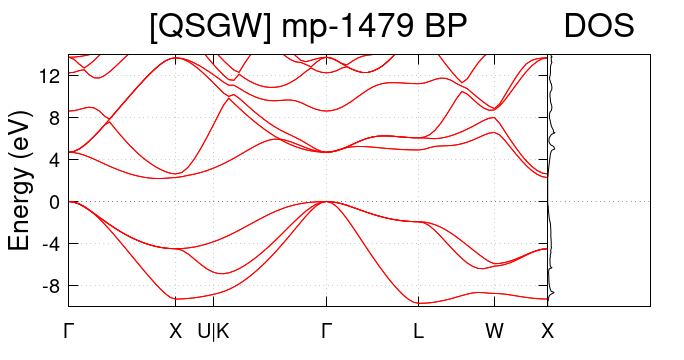 [QSGW] mp-1479 BP DOS
Energy (eV)
12
8
4
0
-4
-8
Γ X U|K Γ L W X